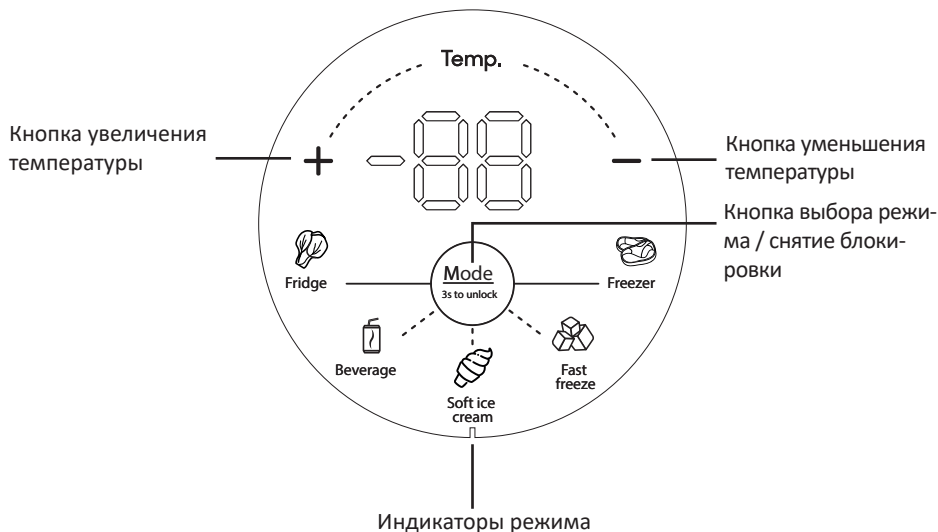 Temp.
Кнопка увеличения
температуры
+
-88
−
Кнопка уменьшения
температуры
Кнопка выбора режи-
ма / снятие блоки-
ровки
Fridge
Mode
3s to unlock
Freezer
Beverage
Soft ice
cream
Fast
freeze
Индикаторы режима